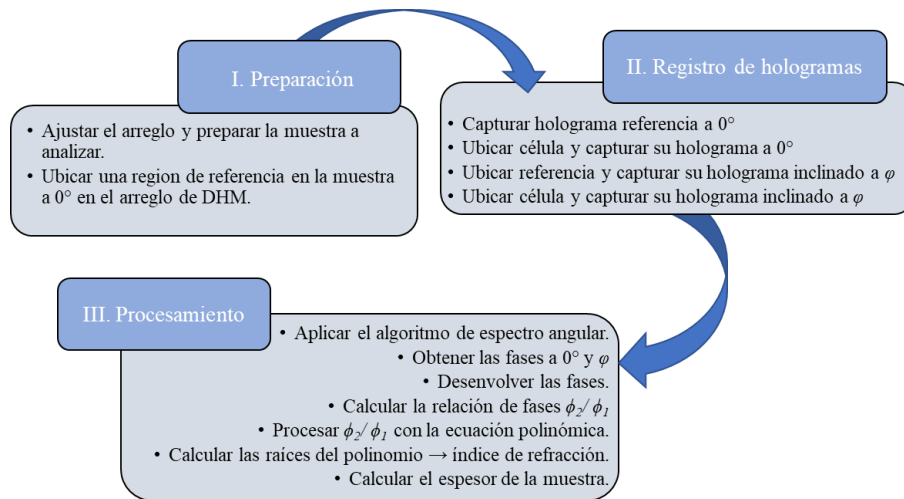 I. Preparación
• Ajustar el arreglo y preparar la muestra a
analizar.
• Ubicar una region de referencia en la muestra
a 0° en el arreglo de DHM.
II. Registro de hologramas
• Capturar holograma referencia a 0°
• Ubicar célula y capturar su holograma a 0°
• Ubicar referencia y capturar su holograma inclinado a φ
• Ubicar célula y capturar su holograma inclinado a φ
III. Procesamiento
• Aplicar el algoritmo de espectro angular.
• Obtener las fases a 0° y φ
• Desenvolver las fases.
• Calcular la relación de fases ϕ2/ϕ1
• Procesar ϕ2/ϕ1 con la ecuación polinómica.
• Calcular las raíces del polinomio → índice de refracción.
• Calcular el espesor de la muestra.